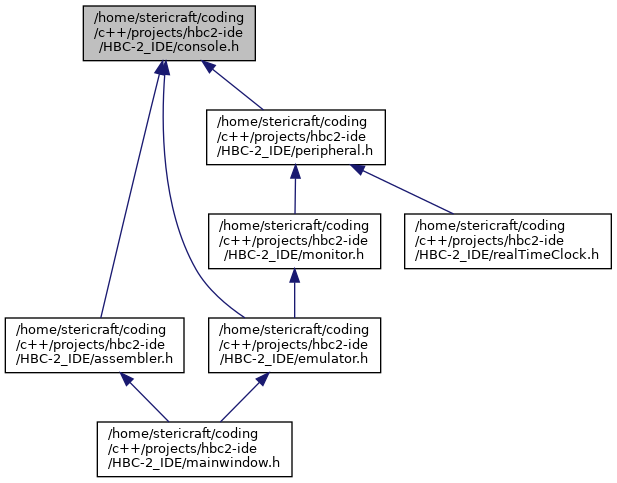 /home/stericraft/coding
/c++/projects/hbc2-ide
/HBC-2_IDE/console.h
/home/stericraft/coding
/c++/projects/hbc2-ide
/HBC-2_IDE/peripheral.h
/home/stericraft/coding
/c++/projects/hbc2-ide
/HBC-2_IDE/monitor.h
/home/stericraft/coding
/c++/projects/hbc2-ide
/HBC-2_IDE/realTimeClock.h
/home/stericraft/coding
/c++/projects/hbc2-ide
/HBC-2_IDE/assembler.h
/home/stericraft/coding
/c++/projects/hbc2-ide
/HBC-2_IDE/emulator.h
/home/stericraft/coding
/c++/projects/hbc2-ide
/HBC-2_IDE/mainwindow.h